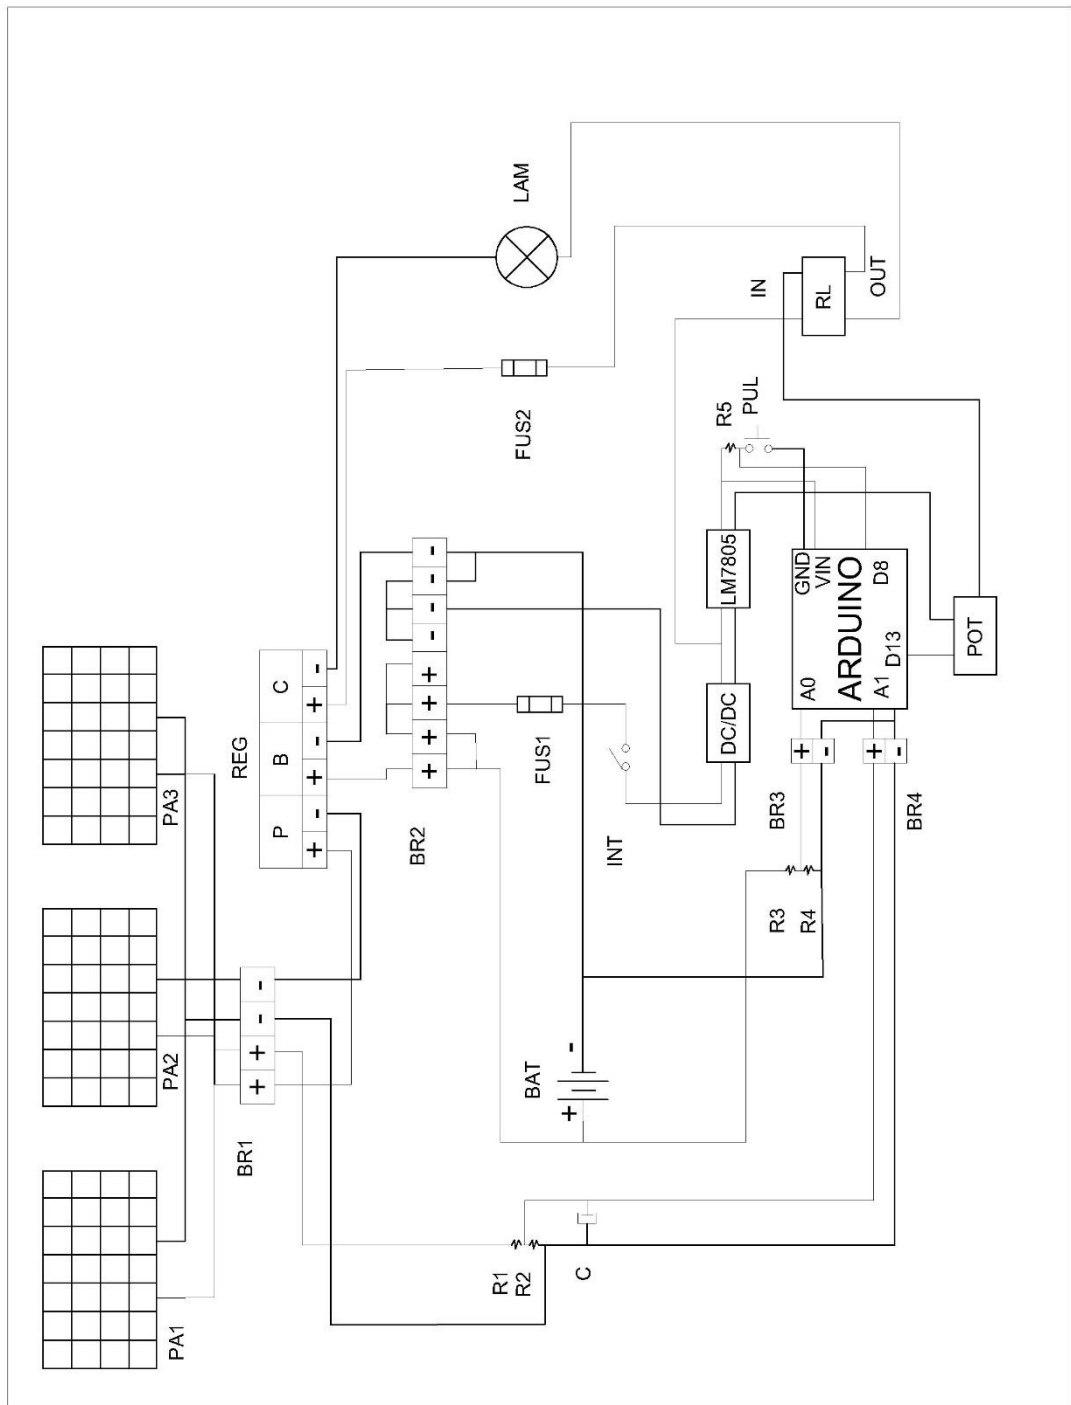 PA1
PA2
PA3
BR1
+ + - -
REG
P B C
+ - + - + -
BR2
+ + + + - - - -
R1
R2
C
BAT
+ -
FUS1
FUS2
LAM
INT
DC/DC
LM7805
R5
PUL
IN
RL
OUT
R3
R4
BR3
+ -
BR4
+ -
A0
GND
VIN
ARDUINO
A1
D8
D13
POT